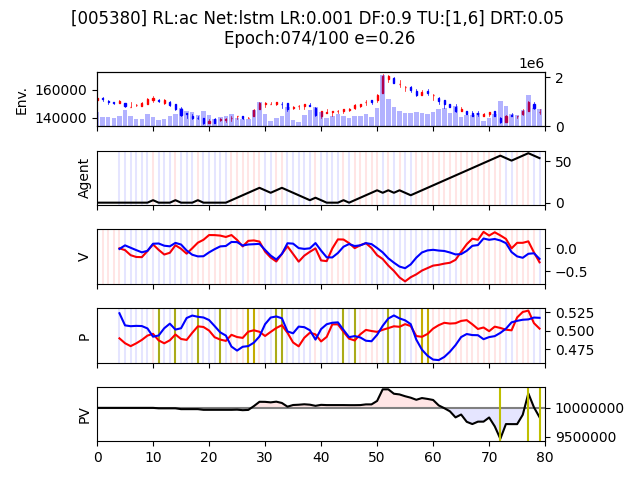 [005380] RL:ac Net:lstm LR:0.001 DF:0.9 TU:[1,6] DRT:0.05
Epoch:074/100 e=0.26
1e6
Env.
160000
140000
2
0
Agent
50
0
V
0.0
−0.5
P
0.525
0.500
0.475
PV
10000000
9500000
0 10 20 30 40 50 60 70 80